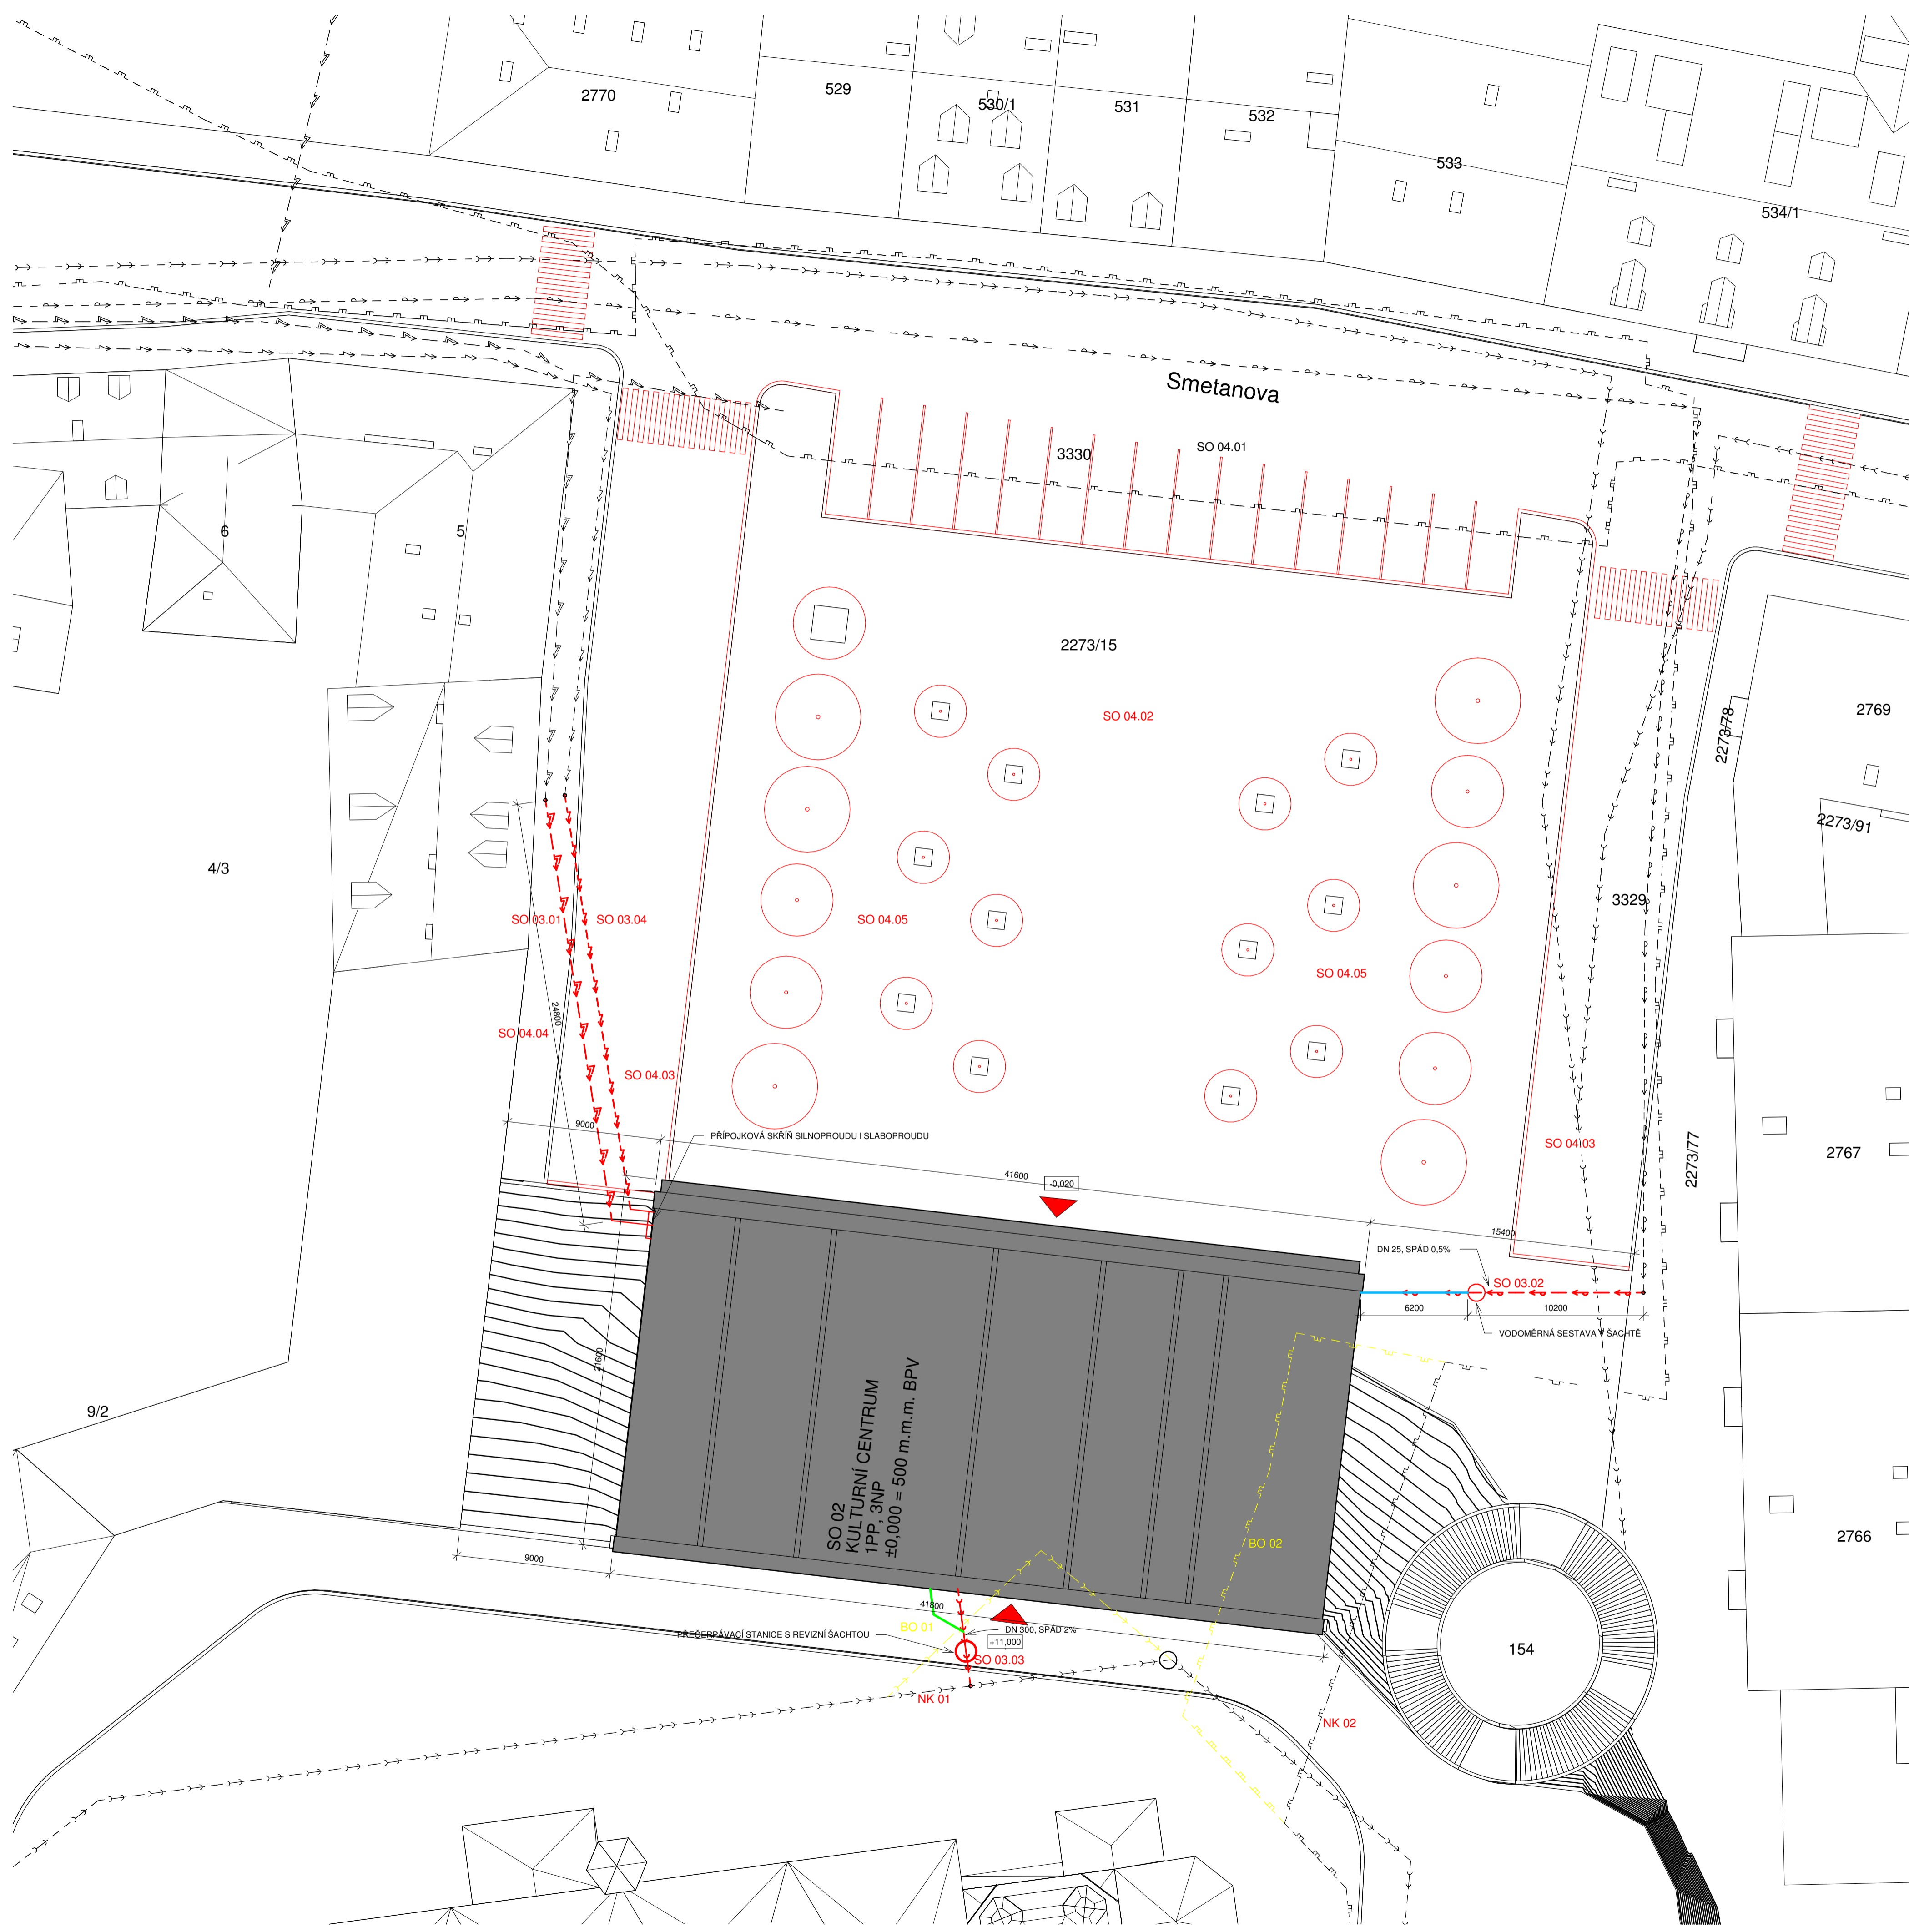 2770
529
530/1
531
532
533
534/1
Smetanova
SO 04.01
3330
6
5
2273/15
SO 04.02
2769
2273/78
2273/91
4/3
3329
SO 03.01
SO 03.04
SO 04.05
SO 04.05
24800
SO 04.04
SO 04.03
9000
PŘÍPOJKOVÁ SKŘÍŇ SILNOPROUDU I SLABOPROUDU
SO 04.03
2273/77
2767
41600
-0,020
15400
DN 25, SPÁD 0,5%
SO 03.02
6200
10200
VODOMĚRNÁ SESTAVA V ŠACHTĚ
21600
9/2
SO 02
KULTURNÍ CENTRUM
1PP, 3NP
±0,000 = 500 m.m.m. BPV
BO 02
2766
9000
41800
BO 01
PŘEČERPÁVACÍ STANICE S REVIZNÍ ŠACHTOU
DN 300, SPÁD 2%
+11,000
SO 03.03
154
NK 01
NK 02